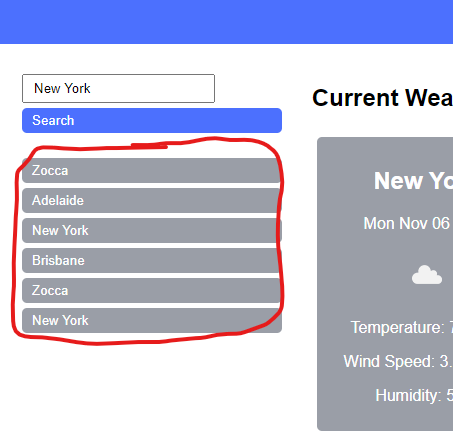 New York
Search
Zocca
Adelaide
New York
Brisbane
Zocca
New York
Current Wea
New Yo
Mon Nov 06
Temperature: 7
Wind Speed: 3.
Humidity: 5